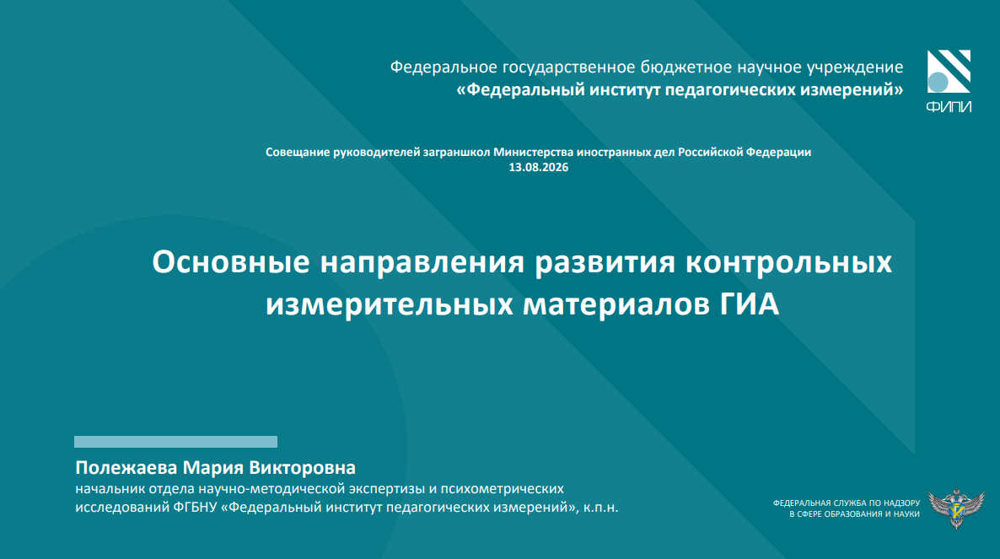 Федеральное государственное бюджетное научное учреждение
«Федеральный институт педагогических измерений»
ФИПИ
Совещание руководителей заграншкол Министерства иностранных дел Российской Федерации
13.08.2026
Основные направления развития контрольных
измерительных материалов ГИА
Полежаева Мария Викторовна
начальник отдела научно-методической экспертизы и психометрических
исследований ФГБНУ «Федеральный институт педагогических измерений», к.п.н.
ФЕДЕРАЛЬНАЯ СЛУЖБА ПО НАДЗОРУ
В СФЕРЕ ОБРАЗОВАНИЯ И НАУКИ